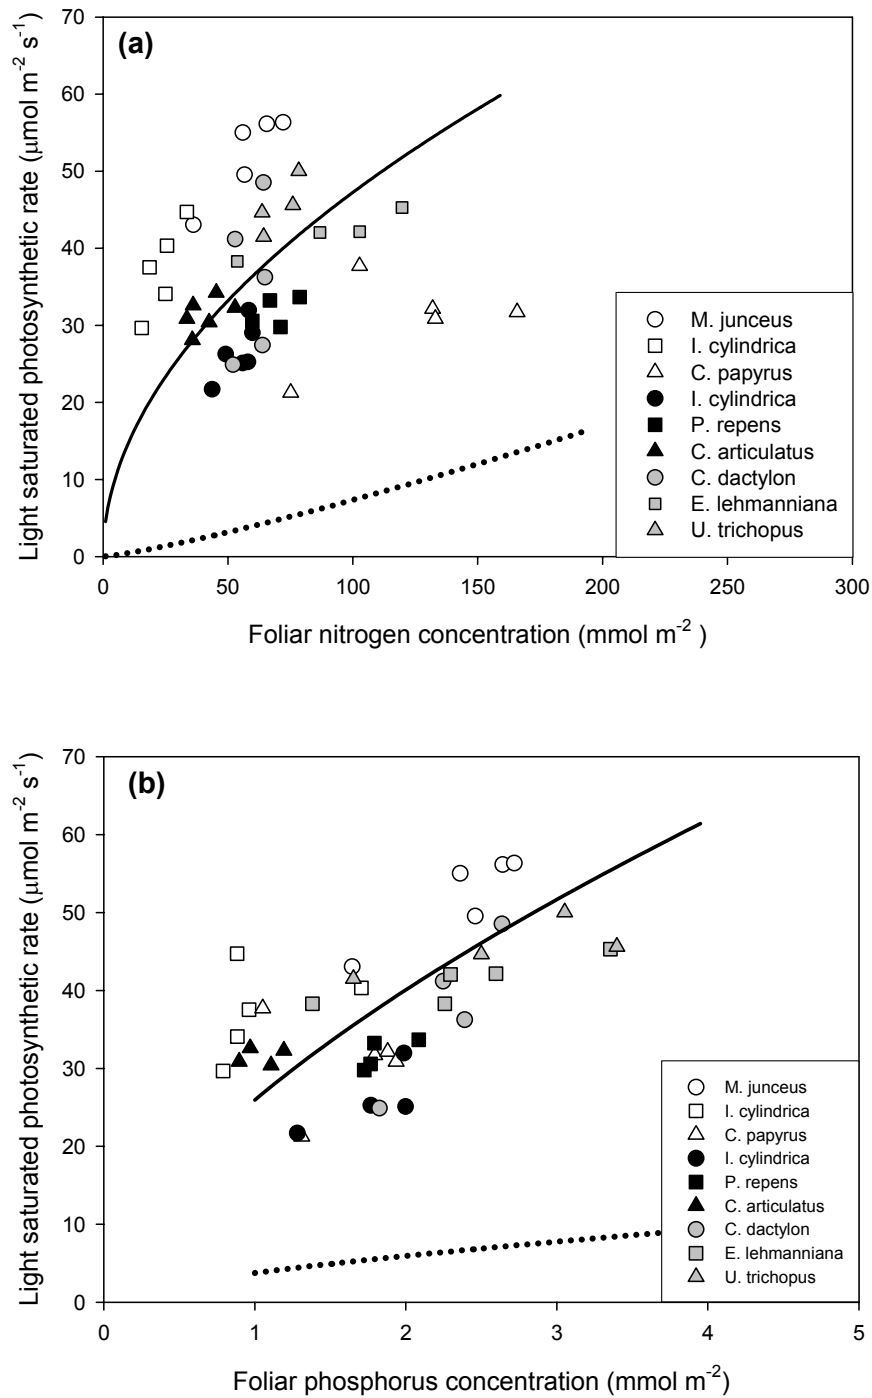 (a)
Light saturated photosynthetic rate (μmol m-2 s-1)
70
60
50
40
30
20
10
0
M. junceus
I. cylindrica
C. papyrus
I. cylindrica
P. repens
C. articulatus
C. dactylon
E. lehmanniana
U. trichopus
0 50 100 150 200 250 300
Foliar nitrogen concentration (mmol m-2 )
(b)
Light saturated photosynthetic rate (μmol m-2 s-1)
70
60
50
40
30
20
10
0
M. junceus
I. cylindrica
C. papyrus
I. cylindrica
P. repens
C. articulatus
C. dactylon
E. lehmanniana
U. trichopus
0 1 2 3 4 5
Foliar phosphorus concentration (mmol m-2)